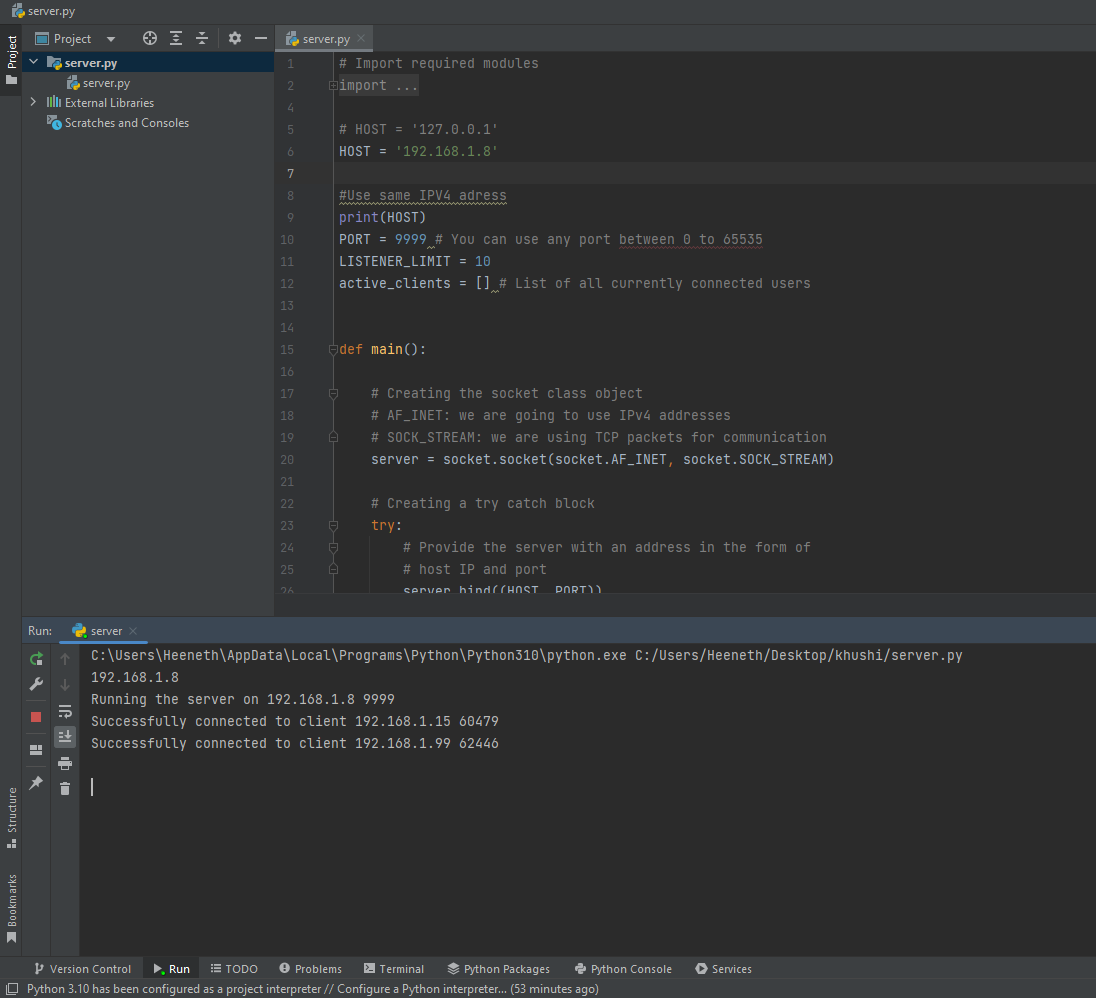 server.py
Project
server.py
Project
server.py
server.py
External Libraries
Scratches and Consoles
1 # Import required modules
2 import ...
4
5 # HOST = '127.0.0.1'
6 HOST = '192.168.1.8'
7
8 #Use same IPV4 adress
9 print(HOST)
10 PORT = 9999 # You can use any port between 0 to 65535
11 LISTENER_LIMIT = 10
12 active_clients = [] # List of all currently connected users
13
14
15 def main():
16
17 # Creating the socket class object
18 # AF_INET: we are going to use IPv4 addresses
19 # SOCK_STREAM: we are using TCP packets for communication
20 server = socket.socket(socket.AF_INET, socket.SOCK_STREAM)
21
22 # Creating a try catch block
23 try:
24 # Provide the server with an address in the form of
25 # host IP and port
26 server.bind((HOST, PORT))
Run: server
C:\Users\Heeneth\AppData\Local\Programs\Python\Python310\python.exe C:/Users/Heeneth/Desktop/khushi/server.py
192.168.1.8
Running the server on 192.168.1.8 9999
Successfully connected to client 192.168.1.15 60479
Successfully connected to client 192.168.1.99 62446
Structure
Bookmarks
Version Control Run TODO Problems Terminal Python Packages Python Console Services
Python 3.10 has been configured as a project interpreter // Configure a Python interpreter... (53 minutes ago)